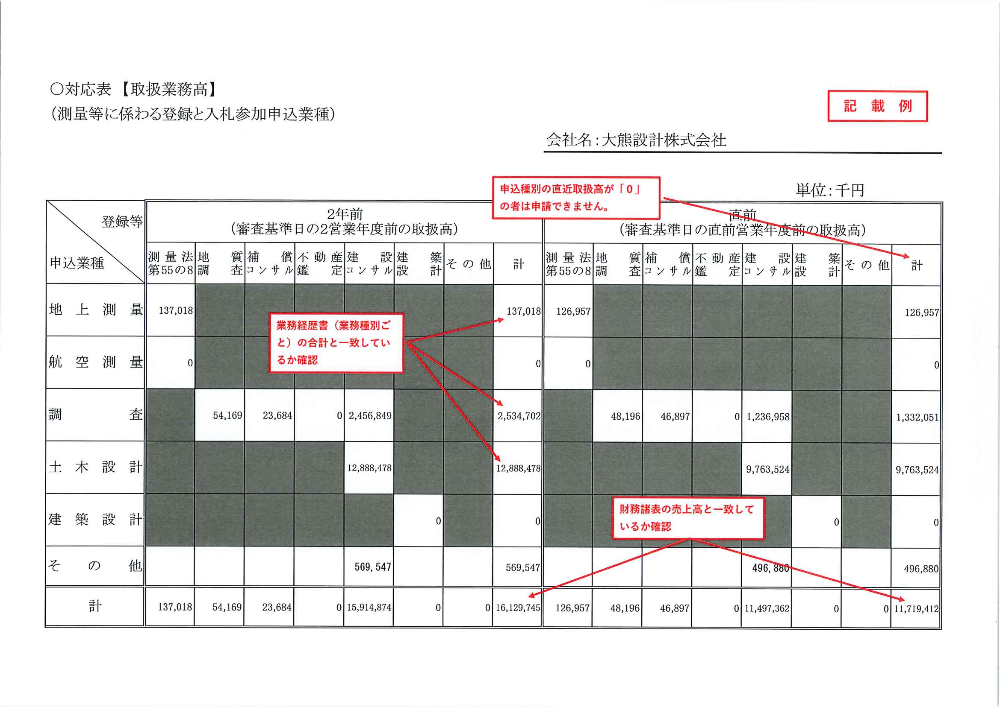 ○対応表 【取扱業務高】
（測量等に係わる登録と入札参加申込業種）
記 載 例
会社名：大熊設計株式会社
申込種別の直近取扱高が「０」
の者は申請できません。
単位：千円
登録等
申込業種
2年前
（審査基準日の2営業年度前の取扱高）
直前
（審査基準日の直前営業年度前の取扱高）
測量法第55の8 地質調査 補償コンサル 不動産鑑定 建設コンサル 建築設計 その他 計 測量法第55の8 地質調査 補償コンサル 不動産鑑定 建設コンサル 建築設計 その他 計
地上測量 137,018 137,018 126,957 126,957
業務経歴書（業務種別ご
と）の合計と一致してい
るか確認
航空測量 0 0 0 0
調査 54,169 23,684 0 2,456,849 2,534,702 48,196 46,897 0 1,236,958 1,332,051
土木設計 12,888,478 12,888,478 9,763,524 9,763,524
建築設計 0 0 0 0
財務諸表の売上高と一致して
いるか確認
その他 569,547 569,547 496,880 496,880
計 137,018 54,169 23,684 0 15,914,874 0 0 16,129,745 126,957 48,196 46,897 0 11,497,362 0 0 11,719,412